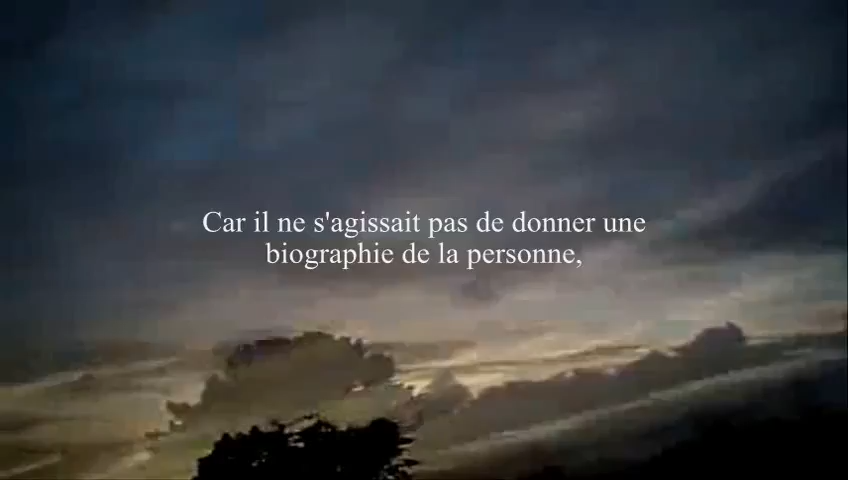 Car il ne s'agissait pas de donner une
biographie de la personne,